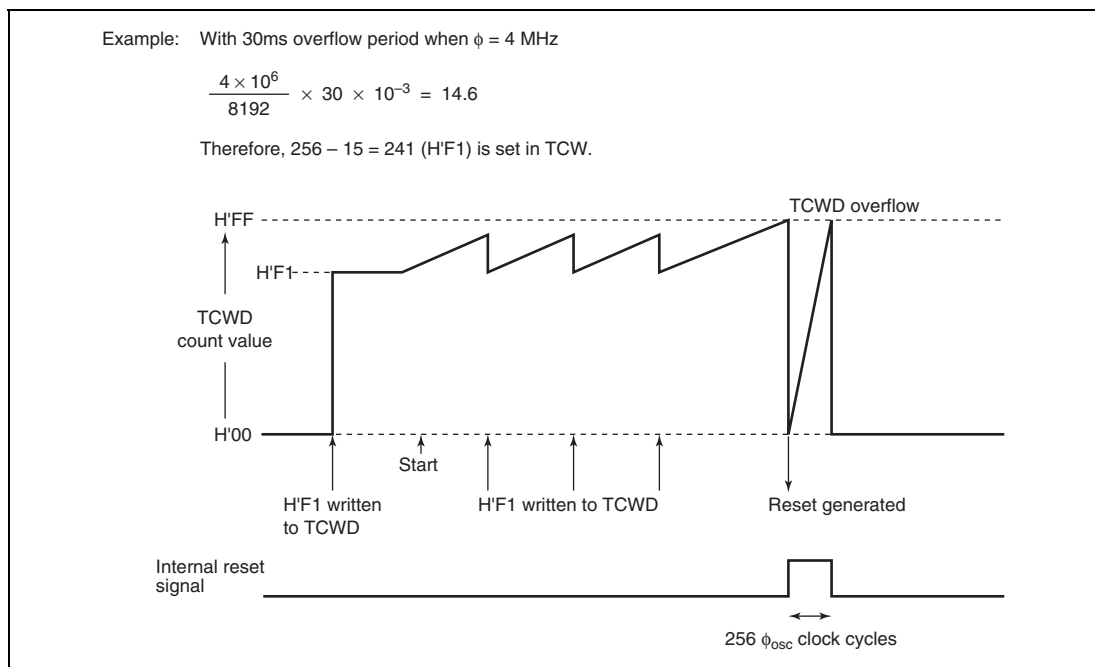 Example: With 30ms overflow period when ϕ = 4 MHz
4 × 10⁶
8192
× 30 × 10⁻³ = 14.6
Therefore, 256 – 15 = 241 (H'F1) is set in TCW.
TCWD overflow
H'FF
H'F1
TCWD
count value
H'00
Start
H'F1 written
to TCWD
H'F1 written to TCWD
Reset generated
Internal reset
signal
256 ϕosc clock cycles